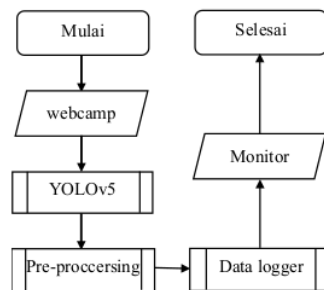 Mulai
webcamp
YOLOv5
Pre-proccersing
Data logger
Monitor
Selesai